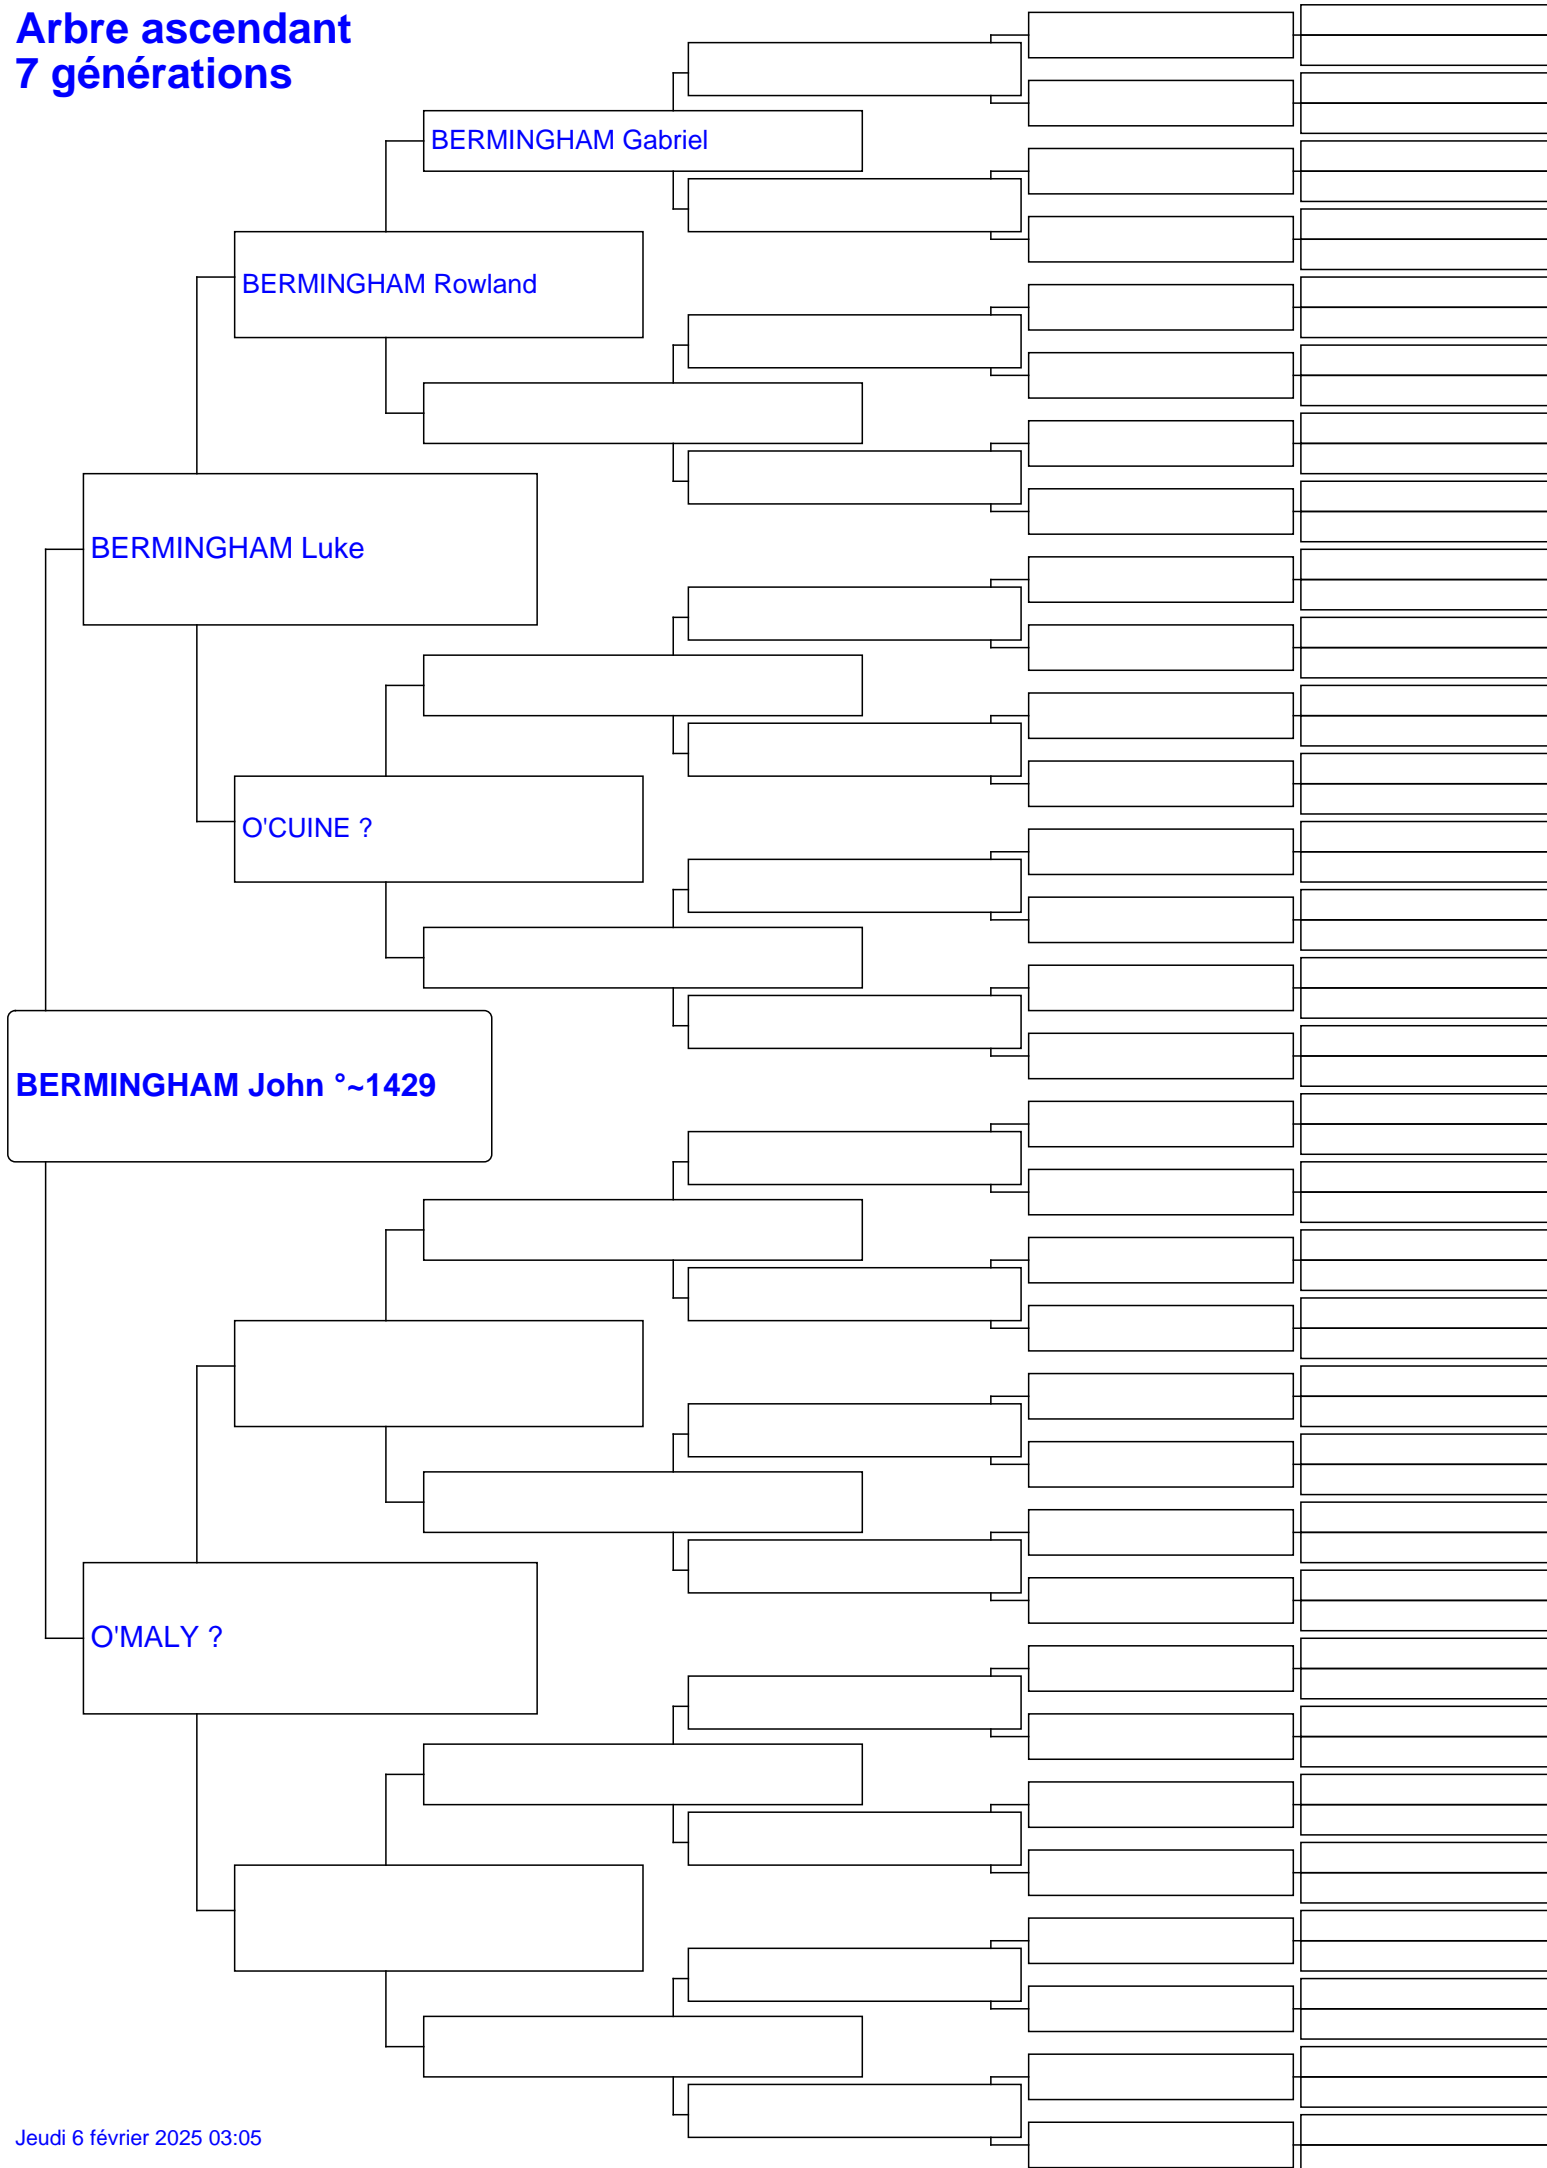 Arbre ascendant
7 générations
BERMINGHAM Gabriel
BERMINGHAM Rowland
BERMINGHAM Luke
O'CUINE ?
BERMINGHAM John °~1429
O'MALY ?
Jeudi 6 février 2025 03:05